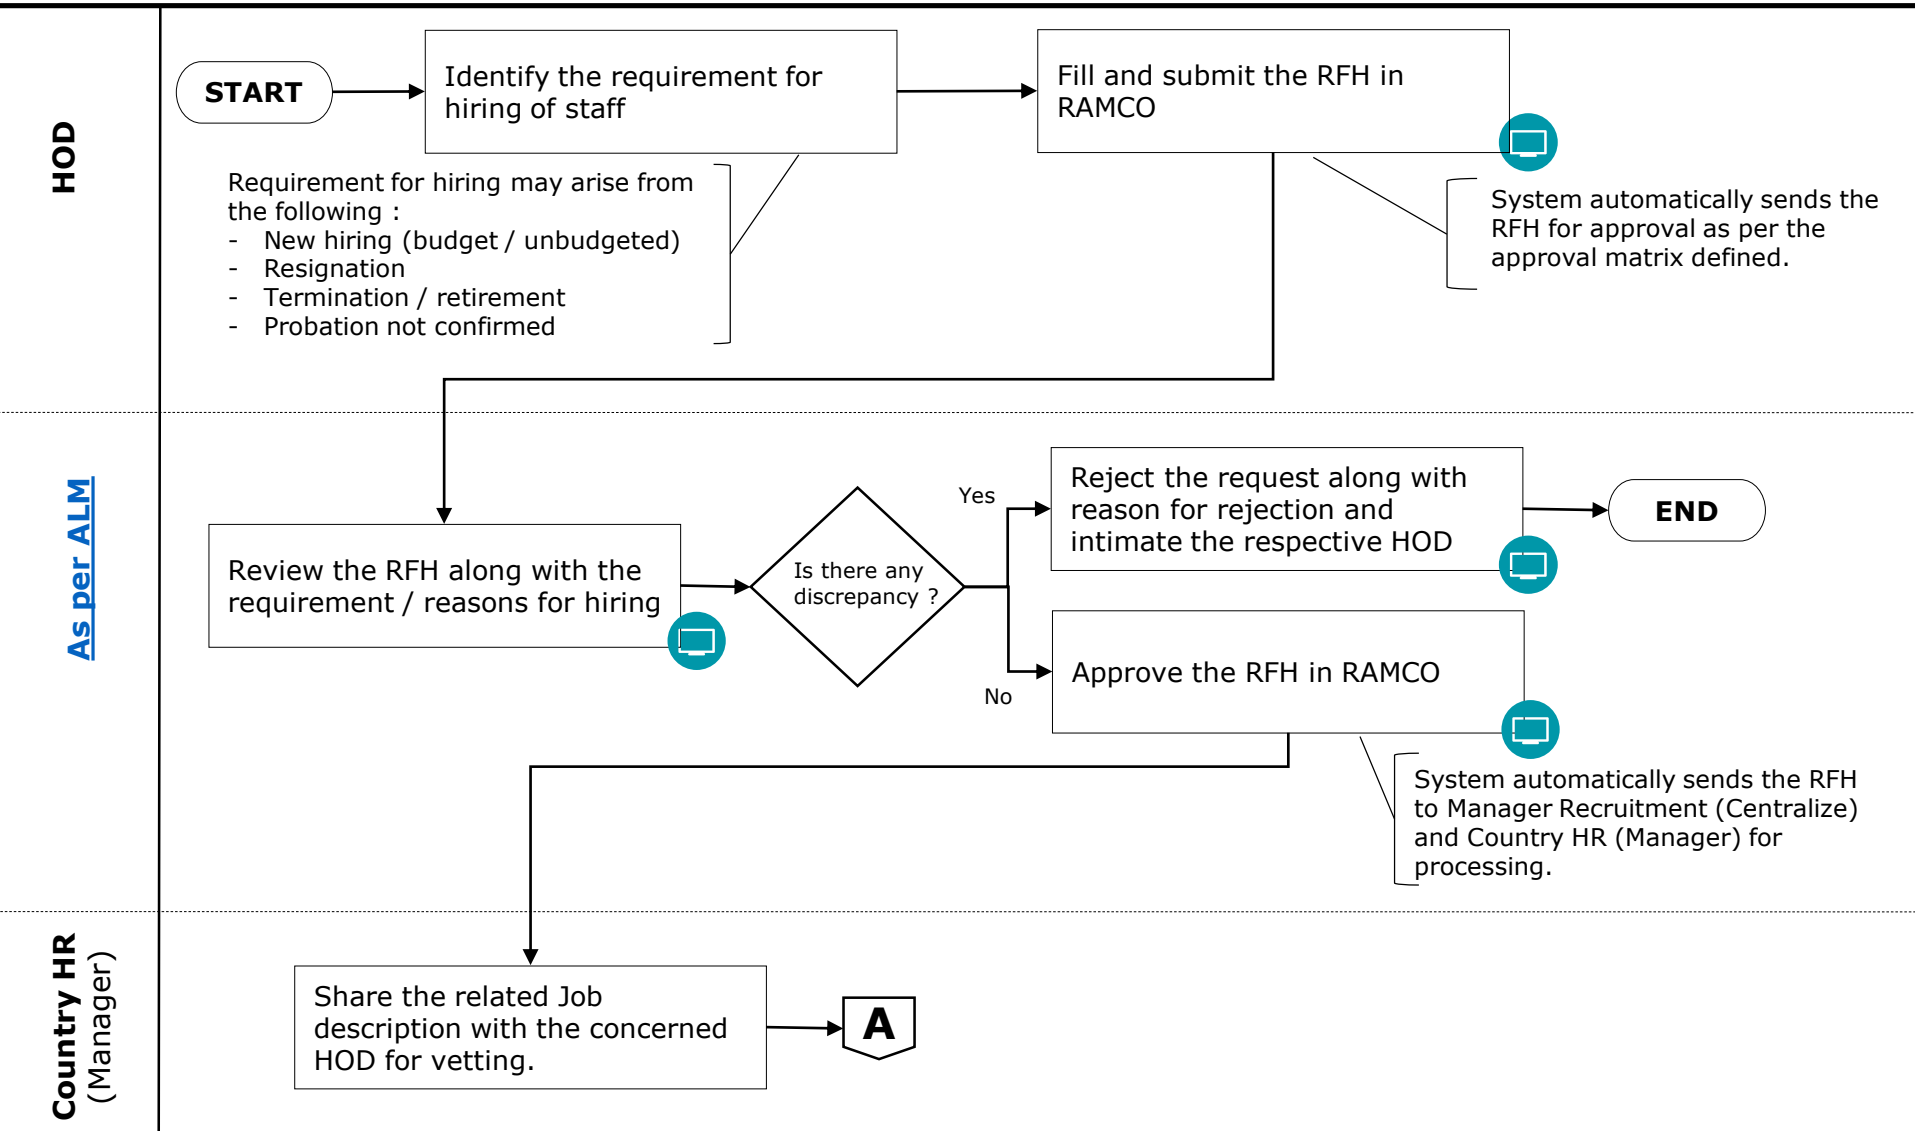 HOD
START
Identify the requirement for
hiring of staff
Fill and submit the RFH in
RAMCO
Requirement for hiring may arise from
the following :
- New hiring (budget / unbudgeted)
- Resignation
- Termination / retirement
- Probation not confirmed
System automatically sends the
RFH for approval as per the
approval matrix defined.
As per ALM
Review the RFH along with the
requirement / reasons for hiring
Is there any
discrepancy ?
Yes
Reject the request along with
reason for rejection and
intimate the respective HOD
END
No
Approve the RFH in RAMCO
System automatically sends the RFH
to Manager Recruitment (Centralize)
and Country HR (Manager) for
processing.
Country HR
(Manager)
Share the related Job
description with the concerned
HOD for vetting.
A